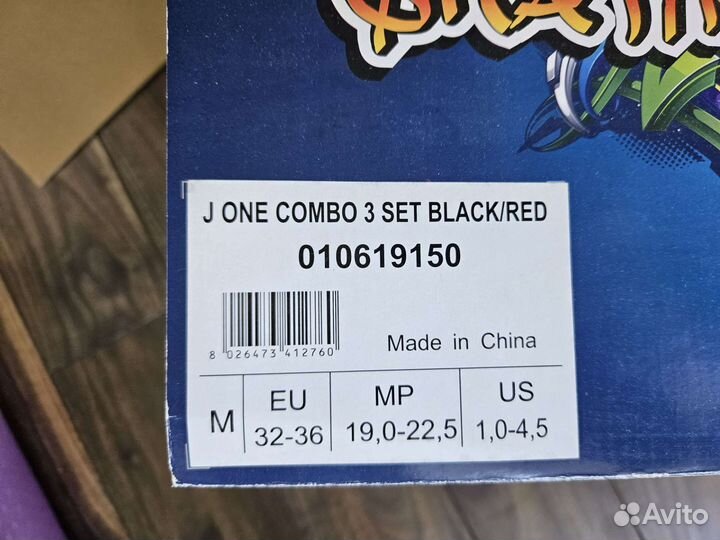 J ONE COMBO 3 SET BLACK/RED
010619150
8 026473 412760
Made in China
M EU MP US
32-36 19,0-22,5 1,0-4,5
Avito